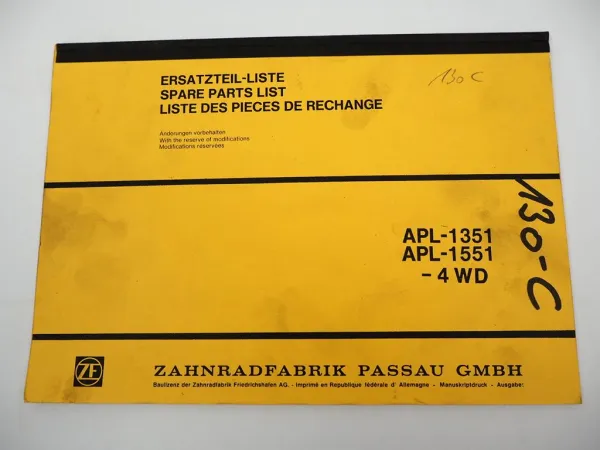 ERSATZTEIL-LISTE
SPARE PARTS LIST
LISTE DES PIECES DE RECHANGE
130 C
Änderungen vorbehalten
With the reserve of modifications
Modifications réservées
APL-1351
APL-1551
- 4 WD
130-C
ZF
ZAHNRADFABRIK PASSAU GMBH
Baulizenz der Zahnradfabrik Friedrichshafen AG. - Imprimé en Republique fédérale d' Allemagne - Manuskriptdruck - Ausgabe: